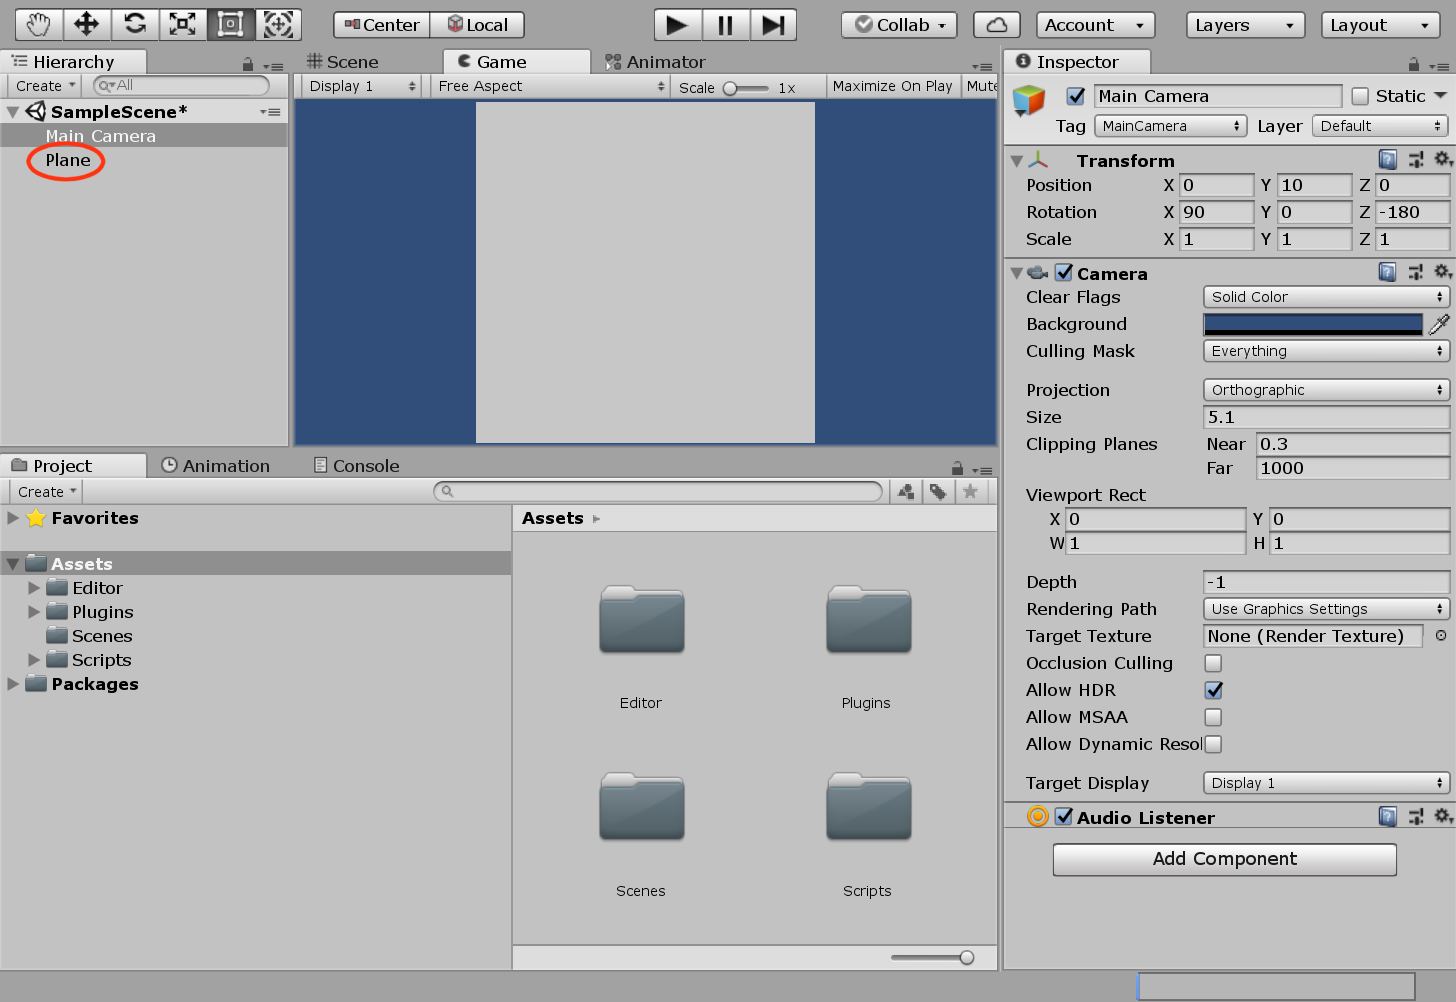 Center Local Collab Account Layers Layout
Hierarchy
Create All
SampleScene*
Main Camera
Plane
Scene Game Animator
Display 1 Free Aspect Scale 1x Maximize On Play Mute
Project Animation Console
Create
Favorites
Assets
Editor
Plugins
Scenes
Scripts
Packages
Assets
Editor Plugins
Scenes Scripts
Inspector
Main Camera Static
Tag MainCamera Layer Default
Transform
Position X 0 Y 10 Z 0
Rotation X 90 Y 0 Z -180
Scale X 1 Y 1 Z 1
Camera
Clear Flags Solid Color
Background
Culling Mask Everything
Projection Orthographic
Size 5.1
Clipping Planes Near 0.3
Far 1000
Viewport Rect
X 0 Y 0
W 1 H 1
Depth -1
Rendering Path Use Graphics Settings
Target Texture None (Render Texture)
Occlusion Culling
Allow HDR
Allow MSAA
Allow Dynamic Resol
Target Display Display 1
Audio Listener
Add Component